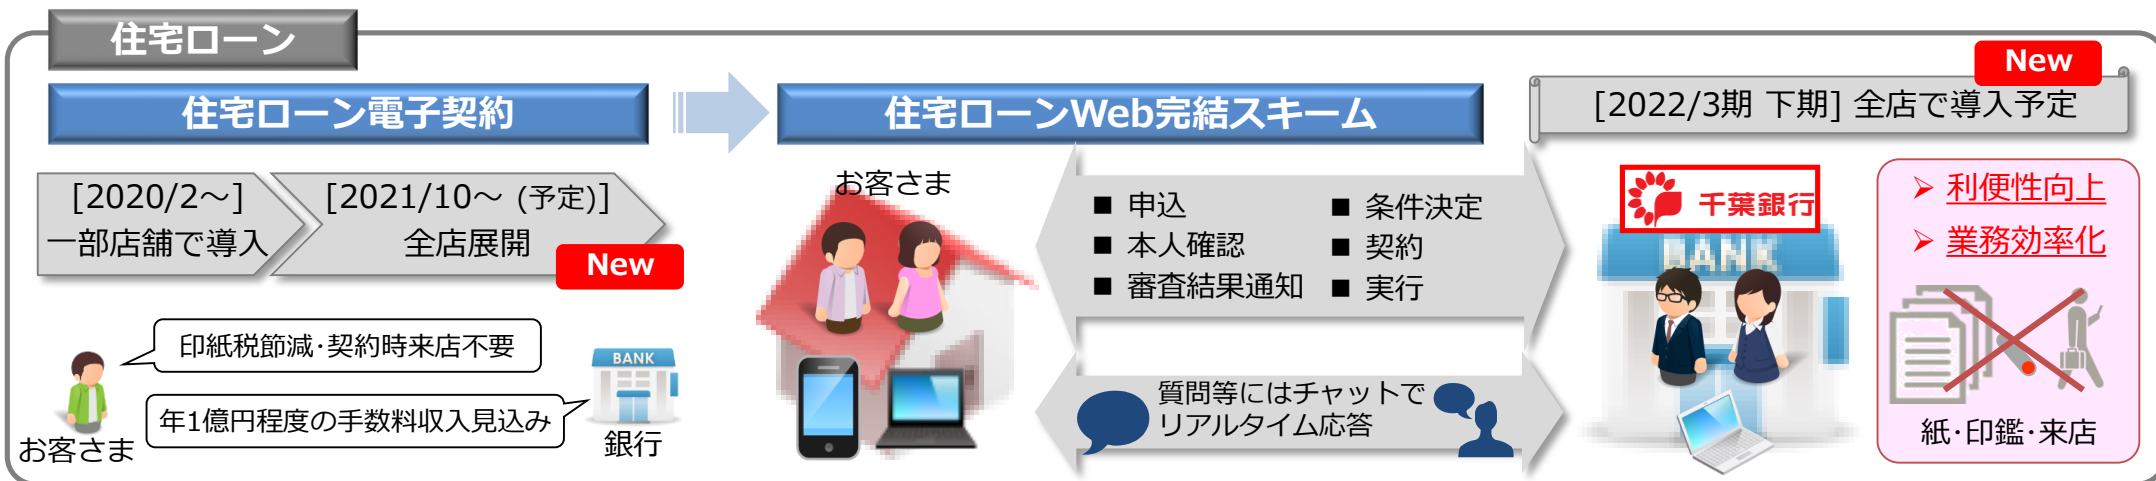 住宅ローン
住宅ローン電子契約
住宅ローンWeb完結スキーム
New
[2022/3期 下期] 全店で導入予定
[2020/2～]
一部店舗で導入
[2021/10～ (予定)]
全店展開
New
印紙税節減･契約時来店不要
お客さま
年1億円程度の手数料収入見込み
BANK
銀行
お客さま
■ 申込
■ 本人確認
■ 審査結果通知
■ 条件決定
■ 契約
■ 実行
質問等にはチャットで
リアルタイム応答
千葉銀行
BANK
➢ 利便性向上
➢ 業務効率化
紙･印鑑･来店